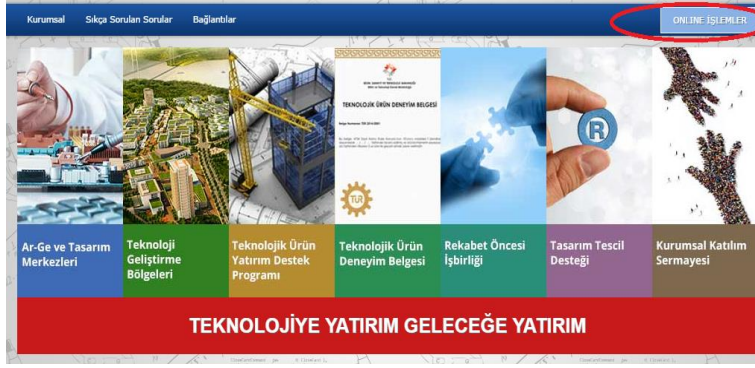 Kurumsal Sıkça Sorulan Sorular Bağlantılar ONLINE İŞLEMLER
TEKNOLOJİK ÜRÜN DENEYİM BELGESİ
TÜR
R
Ar-Ge ve Tasarım
Merkezleri
Teknoloji
Geliştirme
Bölgeleri
Teknolojik Ürün
Yatırım Destek
Programı
Teknolojik Ürün
Deneyim Belgesi
Rekabet Öncesi
İşbirliği
Tasarım Tescil
Desteği
Kurumsal Katılım
Sermayesi
TEKNOLOJİYE YATIRIM GELECEĞE YATIRIM